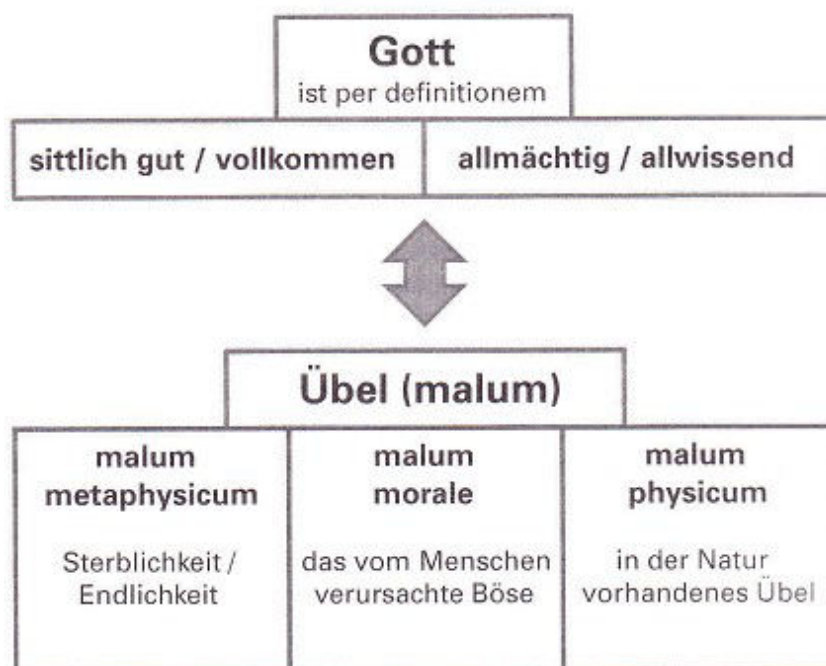 Gott
ist per definitionem
sittlich gut / vollkommen
allmächtig / allwissend
Übel (malum)
malum
metaphysicum
Sterblichkeit /
Endlichkeit
malum
morale
das vom Menschen
verursachte Böse
malum
physicum
in der Natur
vorhandenes Übel